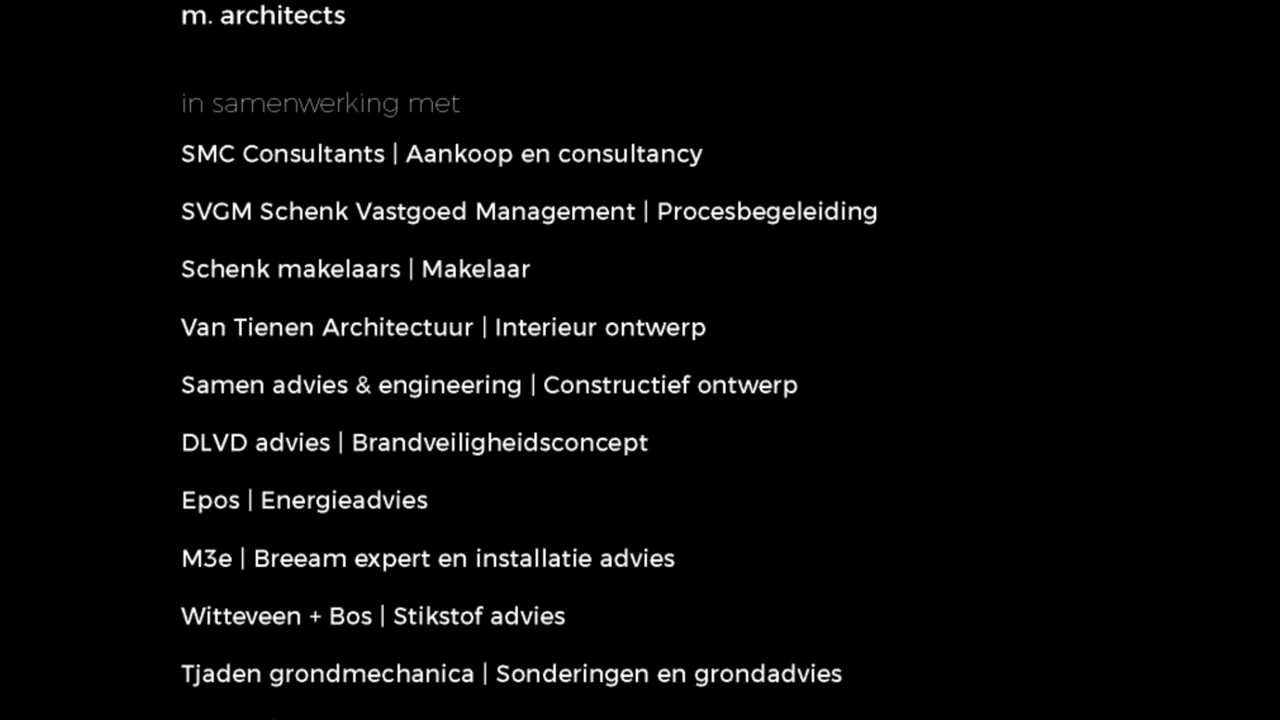 m. architects
in samenwerking met
SMC Consultants | Aankoop en consultancy
SVGM Schenk Vastgoed Management | Procesbegeleiding
Schenk makelaars | Makelaar
Van Tienen Architectuur | Interieur ontwerp
Samen advies & engineering | Constructief ontwerp
DLVD advies | Brandveiligheidsconcept
Epos | Energieadvies
M3e | Breeam expert en installatie advies
Witteveen + Bos | Stikstof advies
Tjaden grondmechanica | Sonderingen en grondadvies